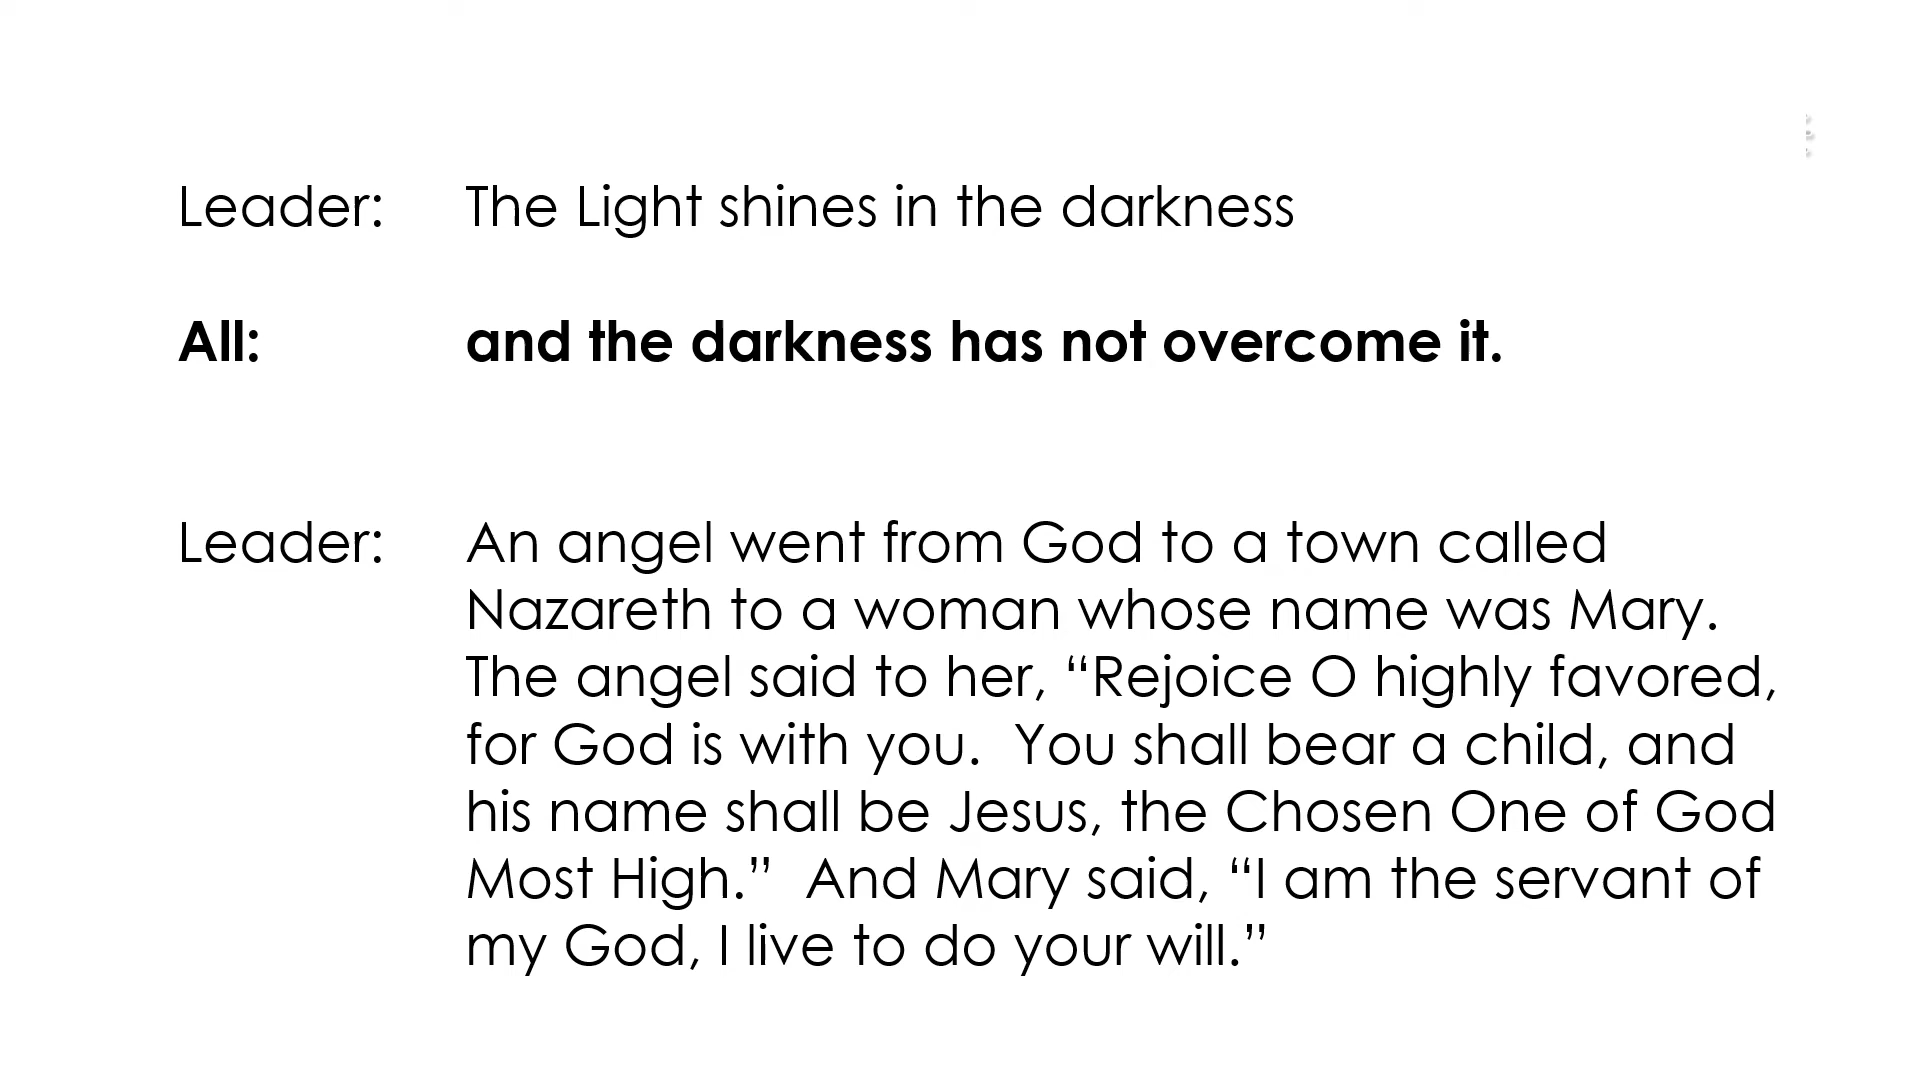 Leader: The Light shines in the darkness
All: and the darkness has not overcome it.
Leader: An angel went from God to a town called
Nazareth to a woman whose name was Mary.
The angel said to her, “Rejoice O highly favored,
for God is with you.  You shall bear a child, and
his name shall be Jesus, the Chosen One of God
Most High.”  And Mary said, “I am the servant of
my God, I live to do your will.”